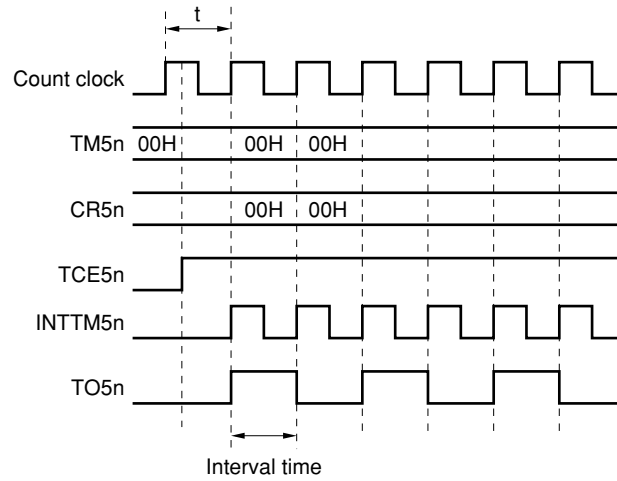 t
Count clock
TM5n 00H 00H 00H
CR5n 00H 00H
TCE5n
INTTM5n
TO5n
Interval time